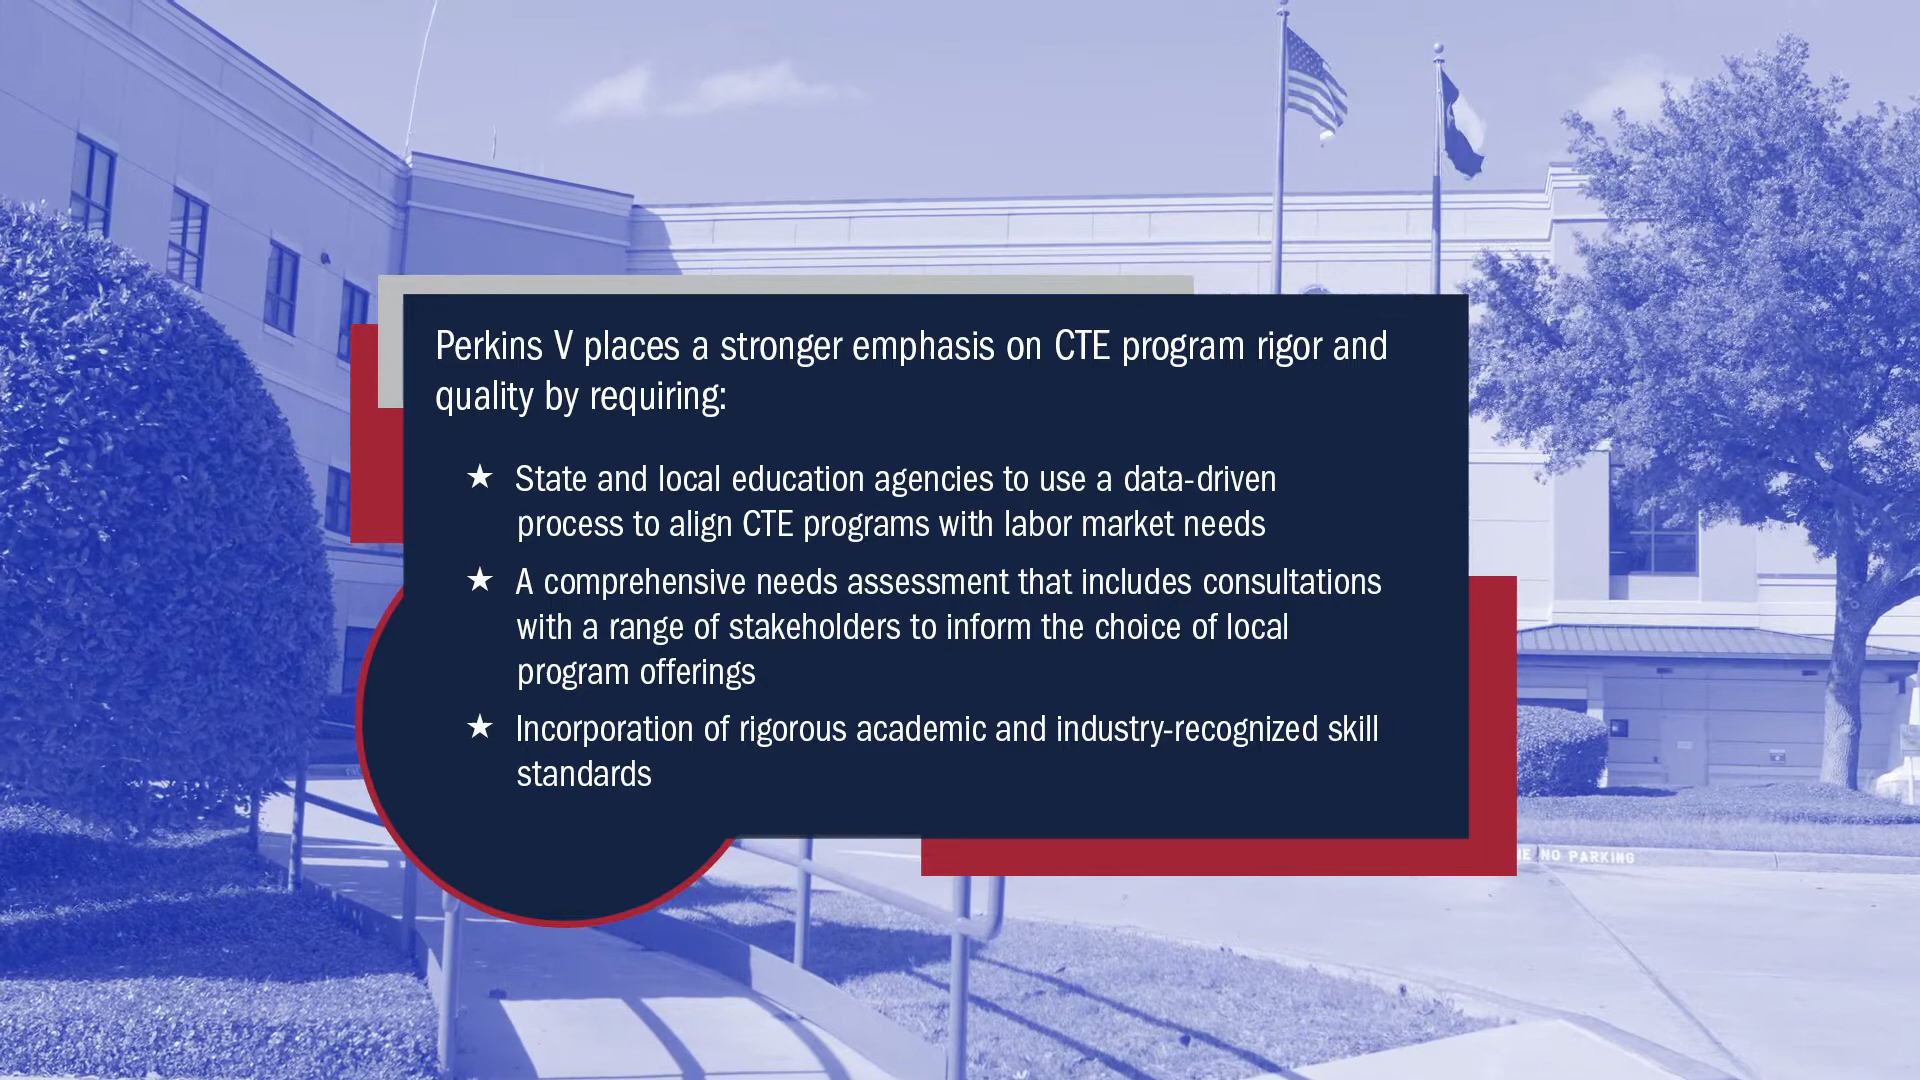 Perkins V places a stronger emphasis on CTE program rigor and
quality by requiring:
★ State and local education agencies to use a data-driven
process to align CTE programs with labor market needs
★ A comprehensive needs assessment that includes consultations
with a range of stakeholders to inform the choice of local
program offerings
★ Incorporation of rigorous academic and industry-recognized skill
standards
NO PARKING